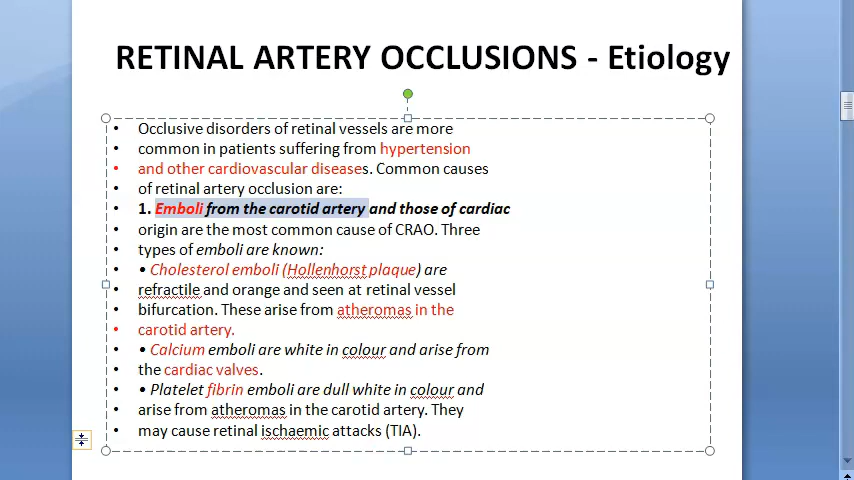 RETINAL ARTERY OCCLUSIONS - Etiology
• Occlusive disorders of retinal vessels are more
• common in patients suffering from hypertension
• and other cardiovascular diseases. Common causes
• of retinal artery occlusion are:
• 1. Emboli from the carotid artery and those of cardiac
• origin are the most common cause of CRAO. Three
• types of emboli are known:
• • Cholesterol emboli (Hollenhorst plaque) are
• refractile and orange and seen at retinal vessel
• bifurcation. These arise from atheromas in the
• carotid artery.
• • Calcium emboli are white in colour and arise from
• the cardiac valves.
• • Platelet fibrin emboli are dull white in colour and
• arise from atheromas in the carotid artery. They
• may cause retinal ischaemic attacks (TIA).